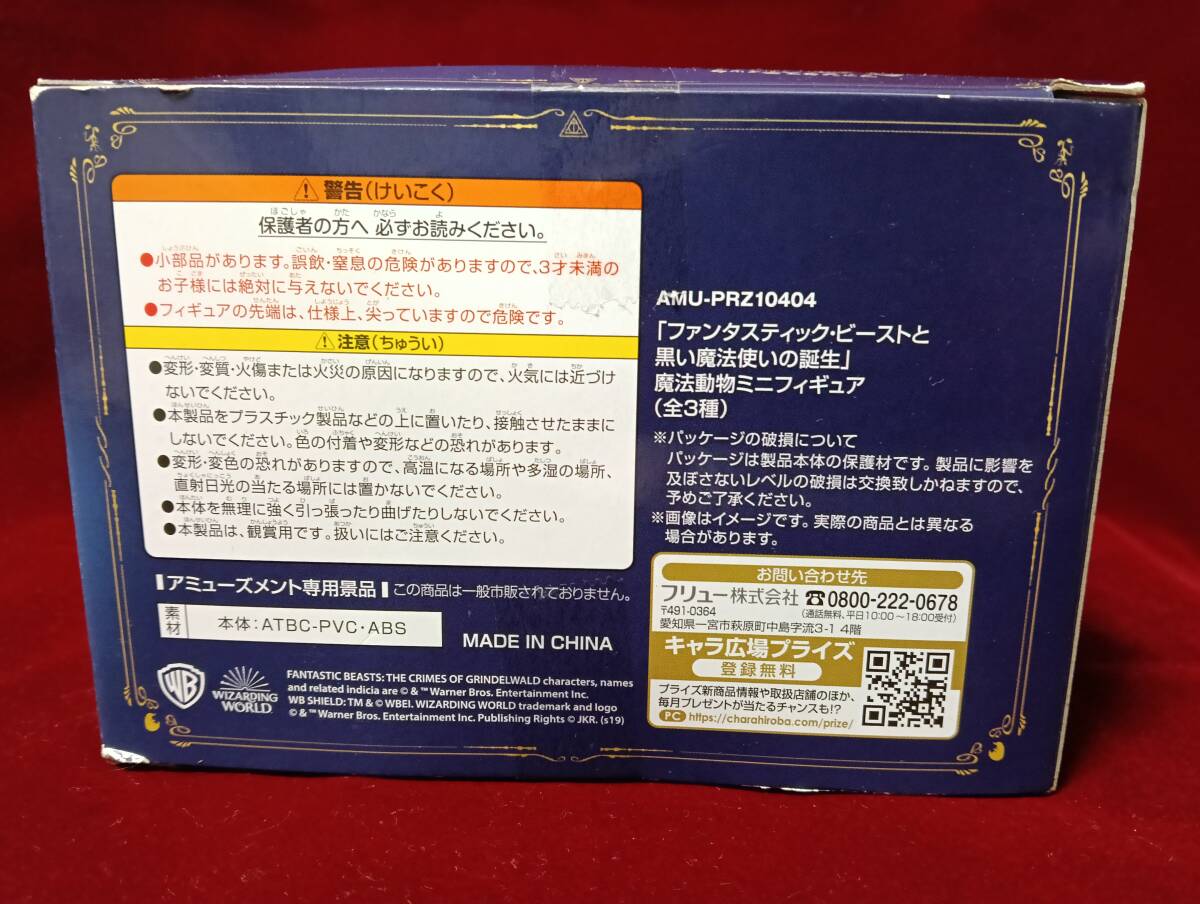 ⚠警告(けいこく)
保護者の方へ 必ずお読みください。
●小部品があります。誤飲・窒息の危険がありますので、3才未満の
お子様には絶対に与えないでください。
●フィギュアの先端は、仕様上、尖っていますので危険です。
⚠注意(ちゅうい)
●変形・変質・火傷または火災の原因になりますので、火気には近づけ
ないでください。
●本製品をプラスチック製品などの上に置いたり、接触させたままに
しないでください。色の付着や変形などの恐れがあります。
●変形・変色の恐れがありますので、高温になる場所や多湿の場所、
直射日光の当たる場所には置かないでください。
●本体を無理に強く引っ張ったり曲げたりしないでください。
●本製品は、観賞用です。扱いにはご注意ください。
アミューズメント専用景品 この商品は一般市販されておりません。
素材 本体:ATBC-PVC・ABS
MADE IN CHINA
WB
WIZARDING
WORLD
FANTASTIC BEASTS: THE CRIMES OF GRINDELWALD characters, names
and related indicia are © & ™ Warner Bros. Entertainment Inc.
WB SHIELD: TM & © WBEI. WIZARDING WORLD trademark and logo
© & ™ Warner Bros. Entertainment Inc. Publishing Rights © JKR. (s19)
AMU-PRZ10404
「ファンタスティック・ビーストと
黒い魔法使いの誕生」
魔法動物ミニフィギュア
(全3種)
※パッケージの破損について
パッケージは製品本体の保護材です。製品に影響を
及ぼさないレベルの破損は交換致しかねますので、
予めご了承ください。
※画像はイメージです。実際の商品とは異なる
場合があります。
お問い合わせ先
フリュー株式会社 ☎0800-222-0678
〒491-0364 (通話無料、平日10:00〜18:00受付)
愛知県一宮市萩原町中島字流3-1 4階
キャラ広場プライズ
登録無料
プライズ新商品情報や取扱店舗のほか、
毎月プレゼントが当たるチャンスも!?
PC https://charahiroba.com/prize/